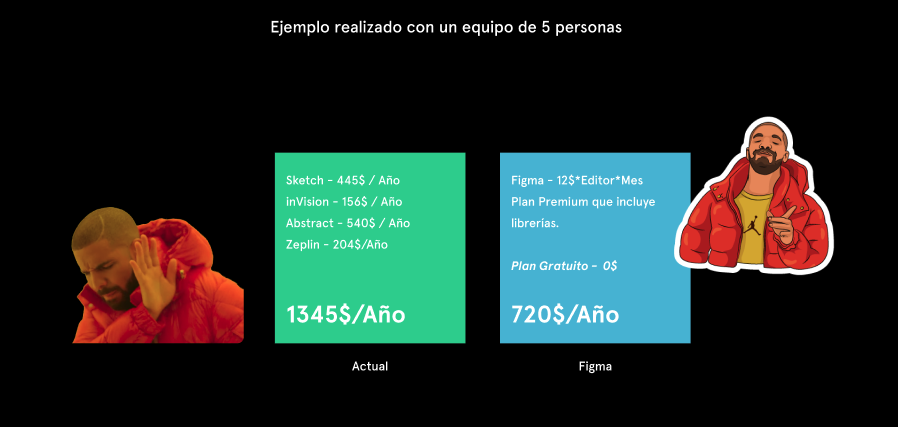 Ejemplo realizado con un equipo de 5 personas
Sketch - 445$ / Año
inVision - 156$ / Año
Abstract - 540$ / Año
Zeplin - 204$/Año
1345$/Año
Actual
Figma - 12$*Editor*Mes
Plan Premium que incluye
librerias.
Plan Gratuito - 0$
720$/Año
Figma